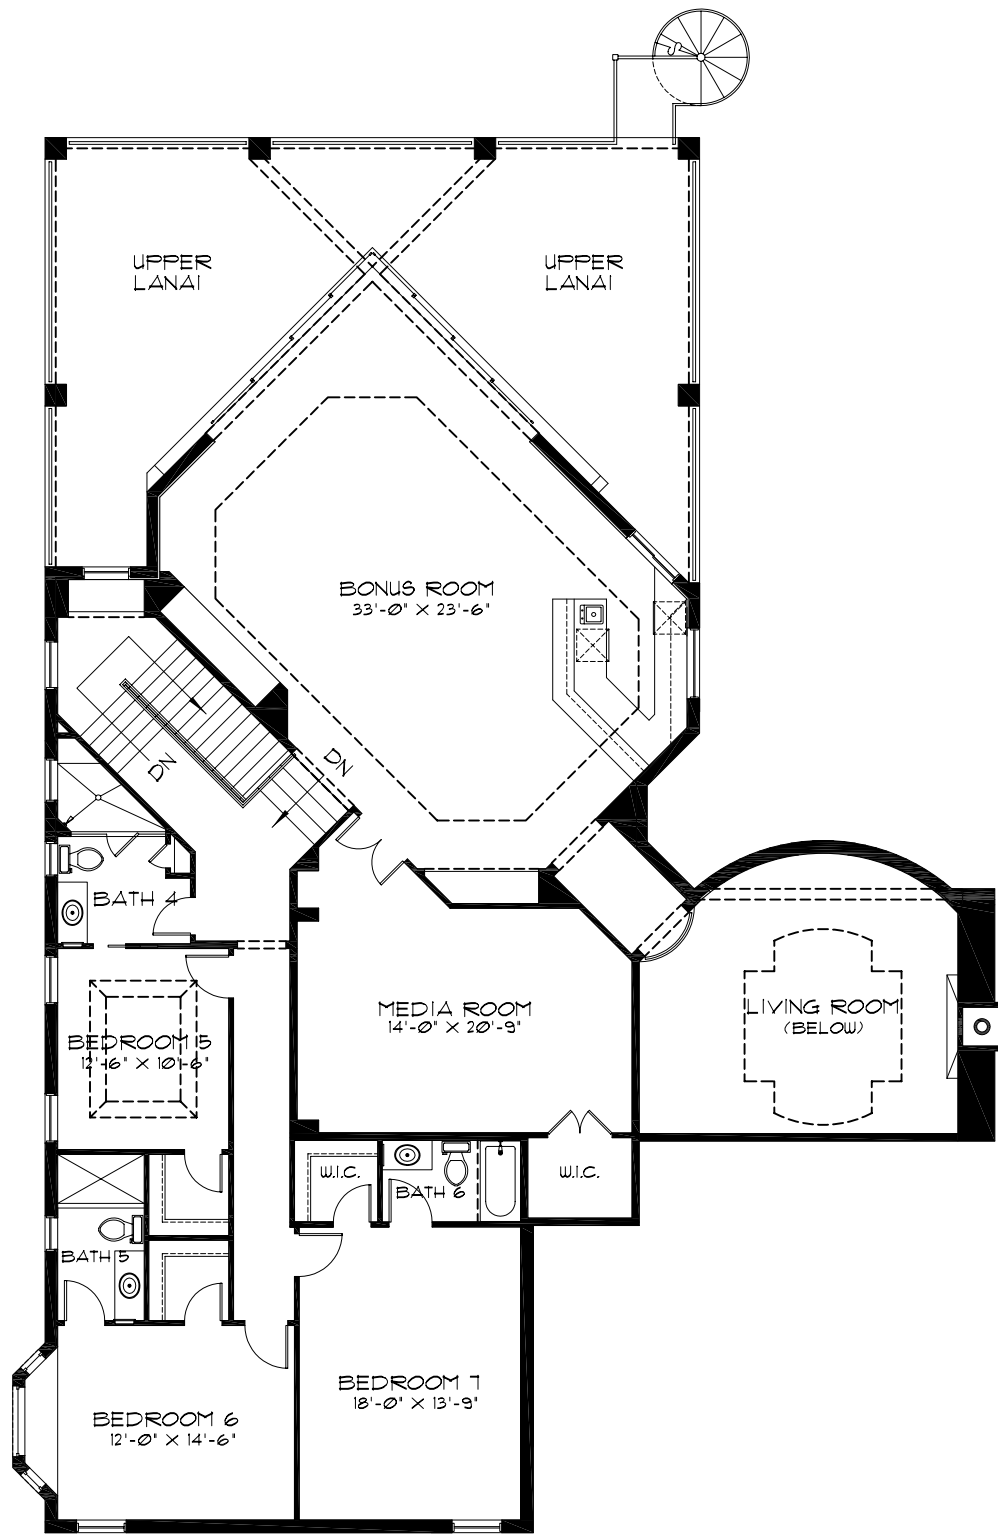 UPPER
LANAI
UPPER
LANAI
BONUS ROOM
33'-0" X 23'-6"
DN
DN
BATH 4
MEDIA ROOM
14'-0" X 20'-9"
LIVING ROOM
(BELOW)
BEDROOM 5
12'-6" X 10'-6"
W.I.C.
BATH 6
W.I.C.
BATH 5
BEDROOM 7
18'-0" X 13'-9"
BEDROOM 6
12'-0" X 14'-6"